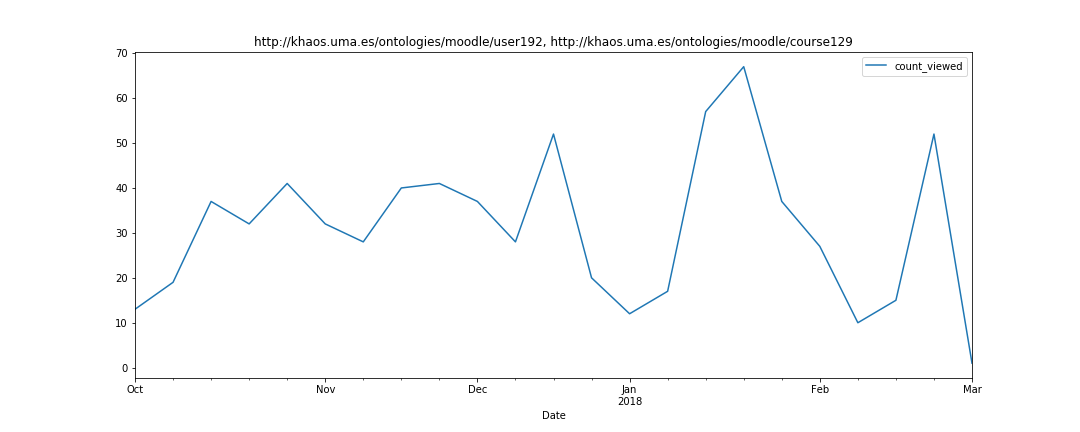 http://khaos.uma.es/ontologies/moodle/user192, http://khaos.uma.es/ontologies/moodle/course129
count_viewed
70
60
50
40
30
20
10
0
Oct Nov Dec Jan Feb Mar
2018
Date